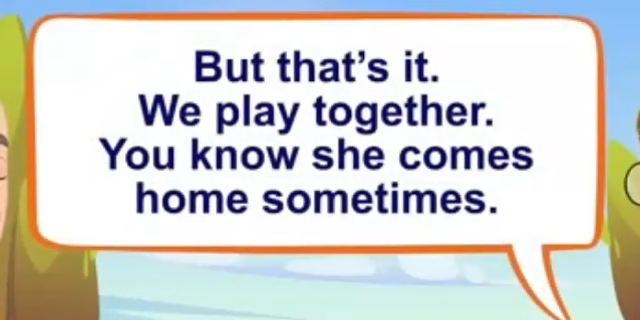 But that’s it.
We play together.
You know she comes
home sometimes.